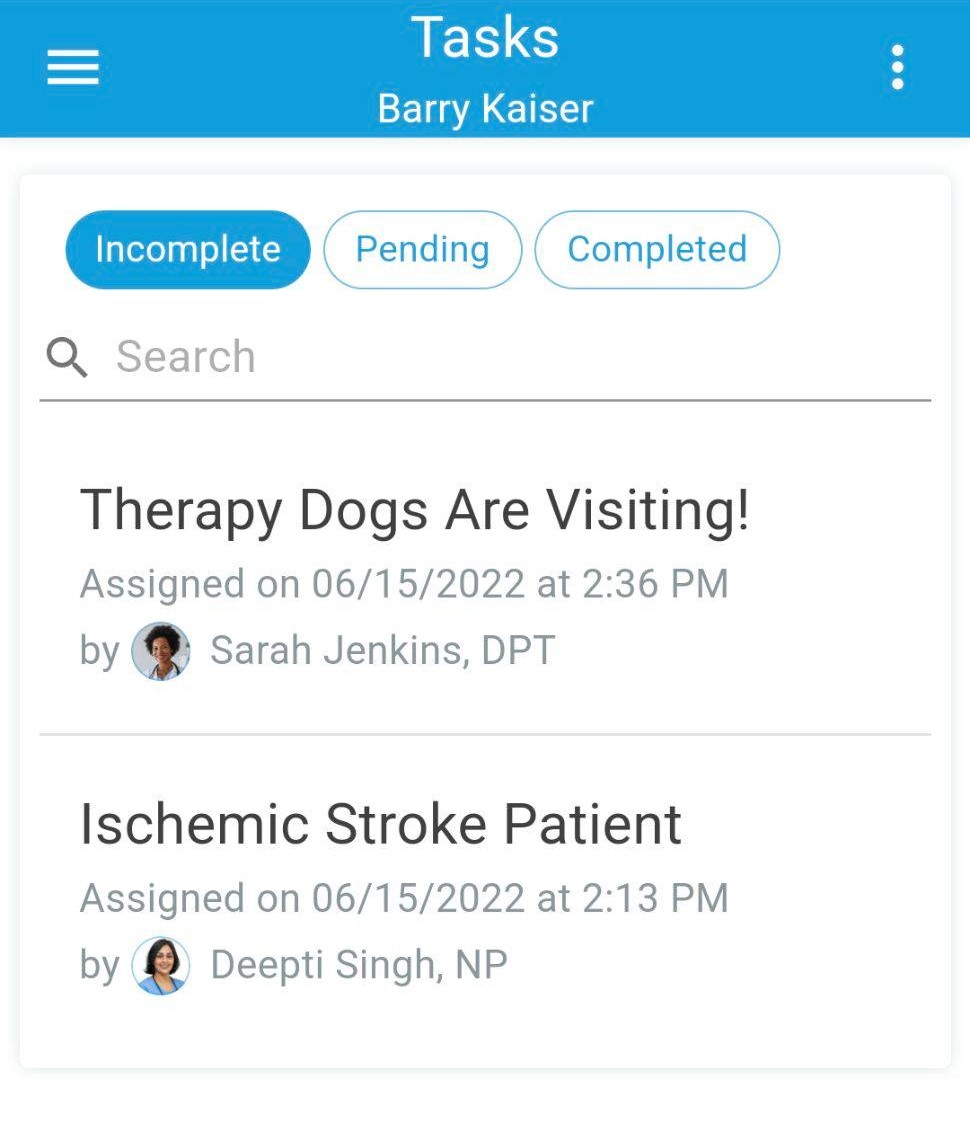 Tasks
Barry Kaiser
Incomplete Pending Completed
Search
Therapy Dogs Are Visiting!
Assigned on 06/15/2022 at 2:36 PM
by Sarah Jenkins, DPT
Ischemic Stroke Patient
Assigned on 06/15/2022 at 2:13 PM
by Deepti Singh, NP